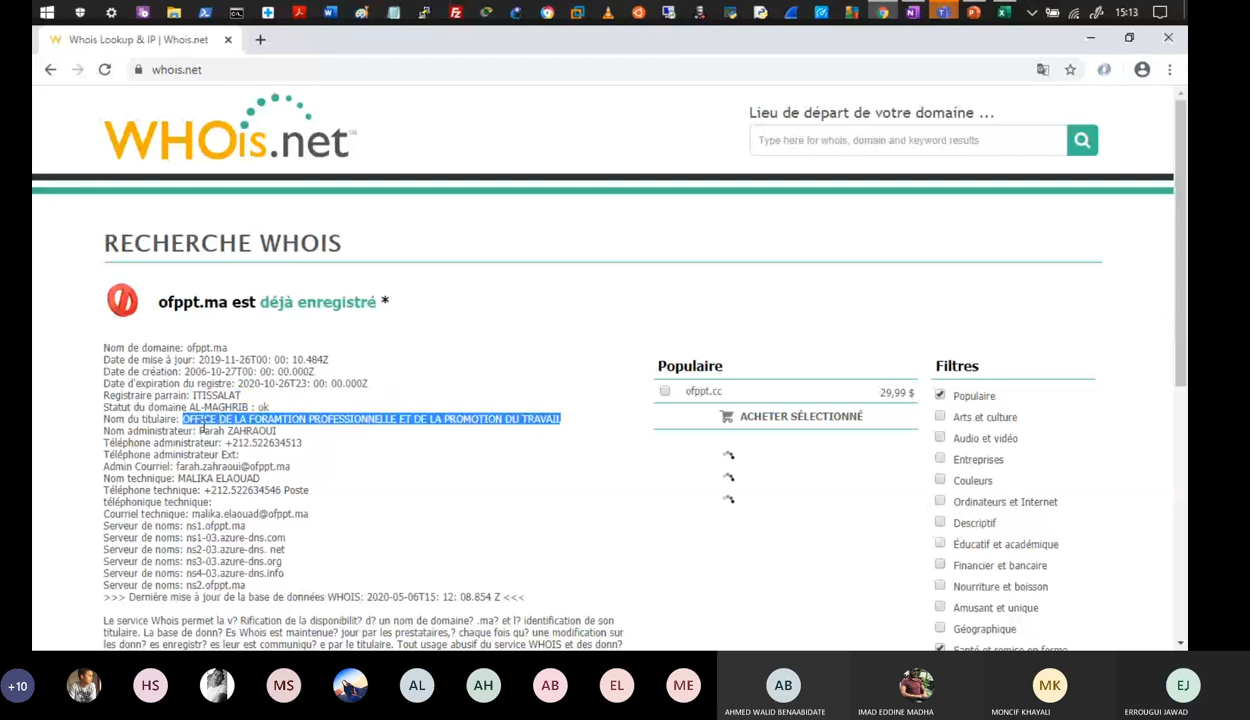 15:13
Whois Lookup & IP | Whois.net
whois.net
WHOis.net
Lieu de départ de votre domaine ...
Type here for whois, domain and keyword results
RECHERCHE WHOIS
ofppt.ma est déjà enregistré *
Nom de domaine: ofppt.ma
Date de mise à jour: 2019-11-26T00: 00: 10.484Z
Date de création: 2006-10-27T00: 00: 00.000Z
Date d'expiration du registre: 2020-10-26T23: 00: 00.000Z
Registraire parrain: ITISSALAT
Statut du domaine AL-MAGHRIB : ok
Nom du titulaire: OFFICE DE LA FORAMTION PROFESSIONNELLE ET DE LA PROMOTION DU TRAVAIL
Nom administrateur: Farah ZAHRAOUI
Téléphone administrateur: +212.522634513
Téléphone administrateur Ext:
Admin Courriel: farah.zahraoui@ofppt.ma
Nom technique: MALIKA ELAOUAD
Téléphone technique: +212.522634546 Poste
téléphonique technique:
Courriel technique: malika.elaouad@ofppt.ma
Serveur de noms: ns1.ofppt.ma
Serveur de noms: ns1-03.azure-dns.com
Serveur de noms: ns2-03.azure-dns. net
Serveur de noms: ns3-03.azure-dns.org
Serveur de noms: ns4-03.azure-dns.info
Serveur de noms: ns2.ofppt.ma
>>> Dernière mise à jour de la base de données WHOIS: 2020-05-06T15: 12: 08.854 Z <<<
Le service Whois permet la v? Rification de la disponibilit? d? un nom de domaine? .ma? et l? identification de son
titulaire. La base de donn? Es Whois est maintenue? jour par les prestataires,? chaque fois qu? une modification sur
les donn? es enregistr? es leur est communiqu? e par le titulaire. Tout usage abusif du service WHOIS et des donn?
Populaire
ofppt.cc 29,99 $
ACHETER SÉLECTIONNÉ
Filtres
Populaire
Arts et culture
Audio et vidéo
Entreprises
Couleurs
Ordinateurs et Internet
Descriptif
Éducatif et académique
Financier et bancaire
Nourriture et boisson
Amusant et unique
Géographique
Santé et remise en forme
+10
HS
MS
AL
AH
AB
EL
ME
AB
MK
EJ
AHMED WALID BENAABIDATE
IMAD EDDINE MADHA
MONCIF KHAYALI
ERROUGUI JAWAD